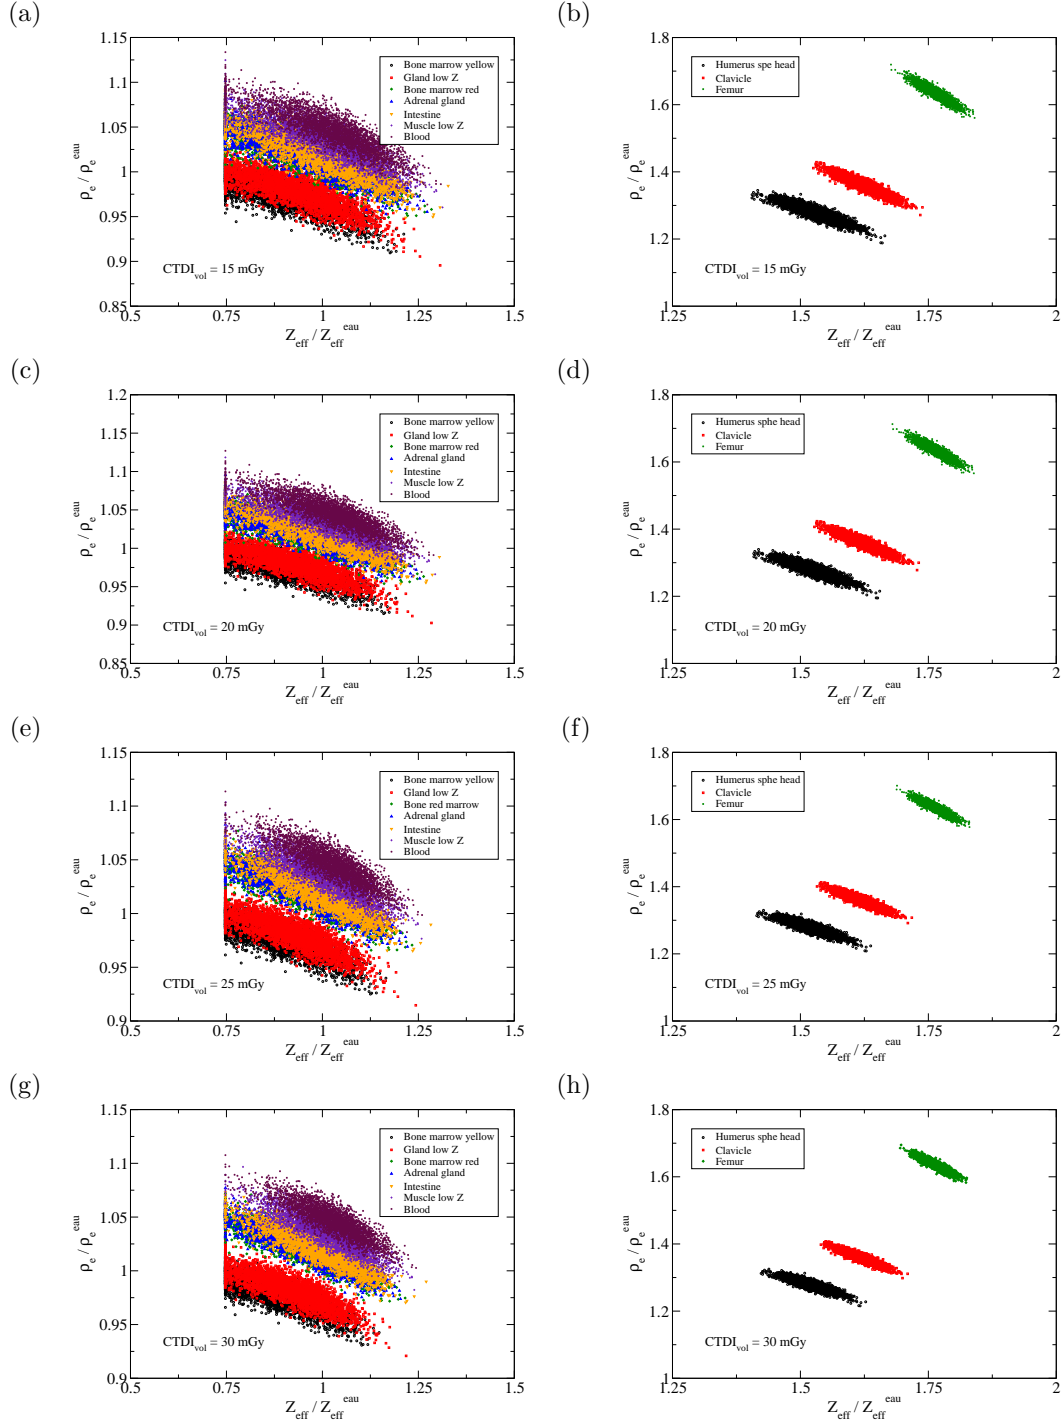 (a)
1.15
1.1
1.05
1
0.95
0.9
0.85
ρe / ρe^eau
Bone marrow yellow
Gland low Z
Bone marrow red
Adrenal gland
Intestine
Muscle low Z
Blood
CTDIvol = 15 mGy
0.5 0.75 1 1.25 1.5
Zeff / Zeff^eau
(b)
1.8
1.6
1.4
1.2
1
ρe / ρe^eau
Humerus spe head
Clavicle
Femur
CTDIvol = 15 mGy
1.25 1.5 1.75 2
Zeff / Zeff^eau
(c)
1.2
1.15
1.1
1.05
1
0.95
0.9
0.85
ρe / ρe^eau
Bone marrow yellow
Gland low Z
Bone marrow red
Adrenal gland
Intestine
Muscle low Z
Blood
CTDIvol = 20 mGy
0.5 0.75 1 1.25 1.5
Zeff / Zeff^eau
(d)
1.8
1.6
1.4
1.2
1
ρe / ρe^eau
Humerus sphe head
Clavicle
Femur
CTDIvol = 20 mGy
1.25 1.5 1.75 2
Zeff / Zeff^eau
(e)
1.15
1.1
1.05
1
0.95
0.9
ρe / ρe^eau
Bone marrow yellow
Gland low Z
Bone red marrow
Adrenal gland
Intestine
Muscle low Z
Blood
CTDIvol = 25 mGy
0.5 0.75 1 1.25 1.5
Zeff / Zeff^eau
(f)
1.8
1.6
1.4
1.2
1
ρe / ρe^eau
Humerus sphe head
Clavicle
Femur
CTDIvol = 25 mGy
1.25 1.5 1.75 2
Zeff / Zeff^eau
(g)
1.15
1.1
1.05
1
0.95
0.9
ρe / ρe^eau
Bone marrow yellow
Gland low Z
Bone marrow red
Adrenal gland
Intestine
Muscle low Z
Blood
CTDIvol = 30 mGy
0.5 0.75 1 1.25 1.5
Zeff / Zeff^eau
(h)
1.8
1.6
1.4
1.2
1
ρe / ρe^eau
Humerus sphe head
Clavicle
Femur
CTDIvol = 30 mGy
1.25 1.5 1.75 2
Zeff / Zeff^eau